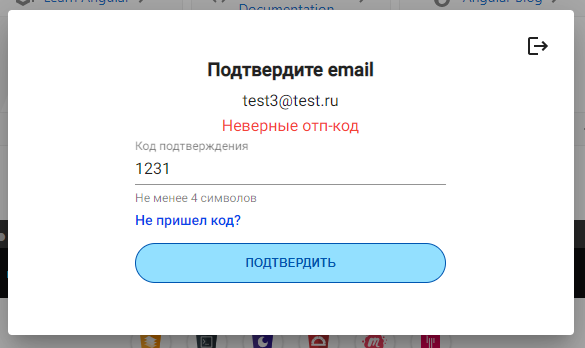 Learn Angular
Documentation
Angular blog
Подтвердите email
test3@test.ru
Неверные отп-код
Код подтверждения
1231
Не менее 4 символов
Не пришел код?
ПОДТВЕРДИТЬ